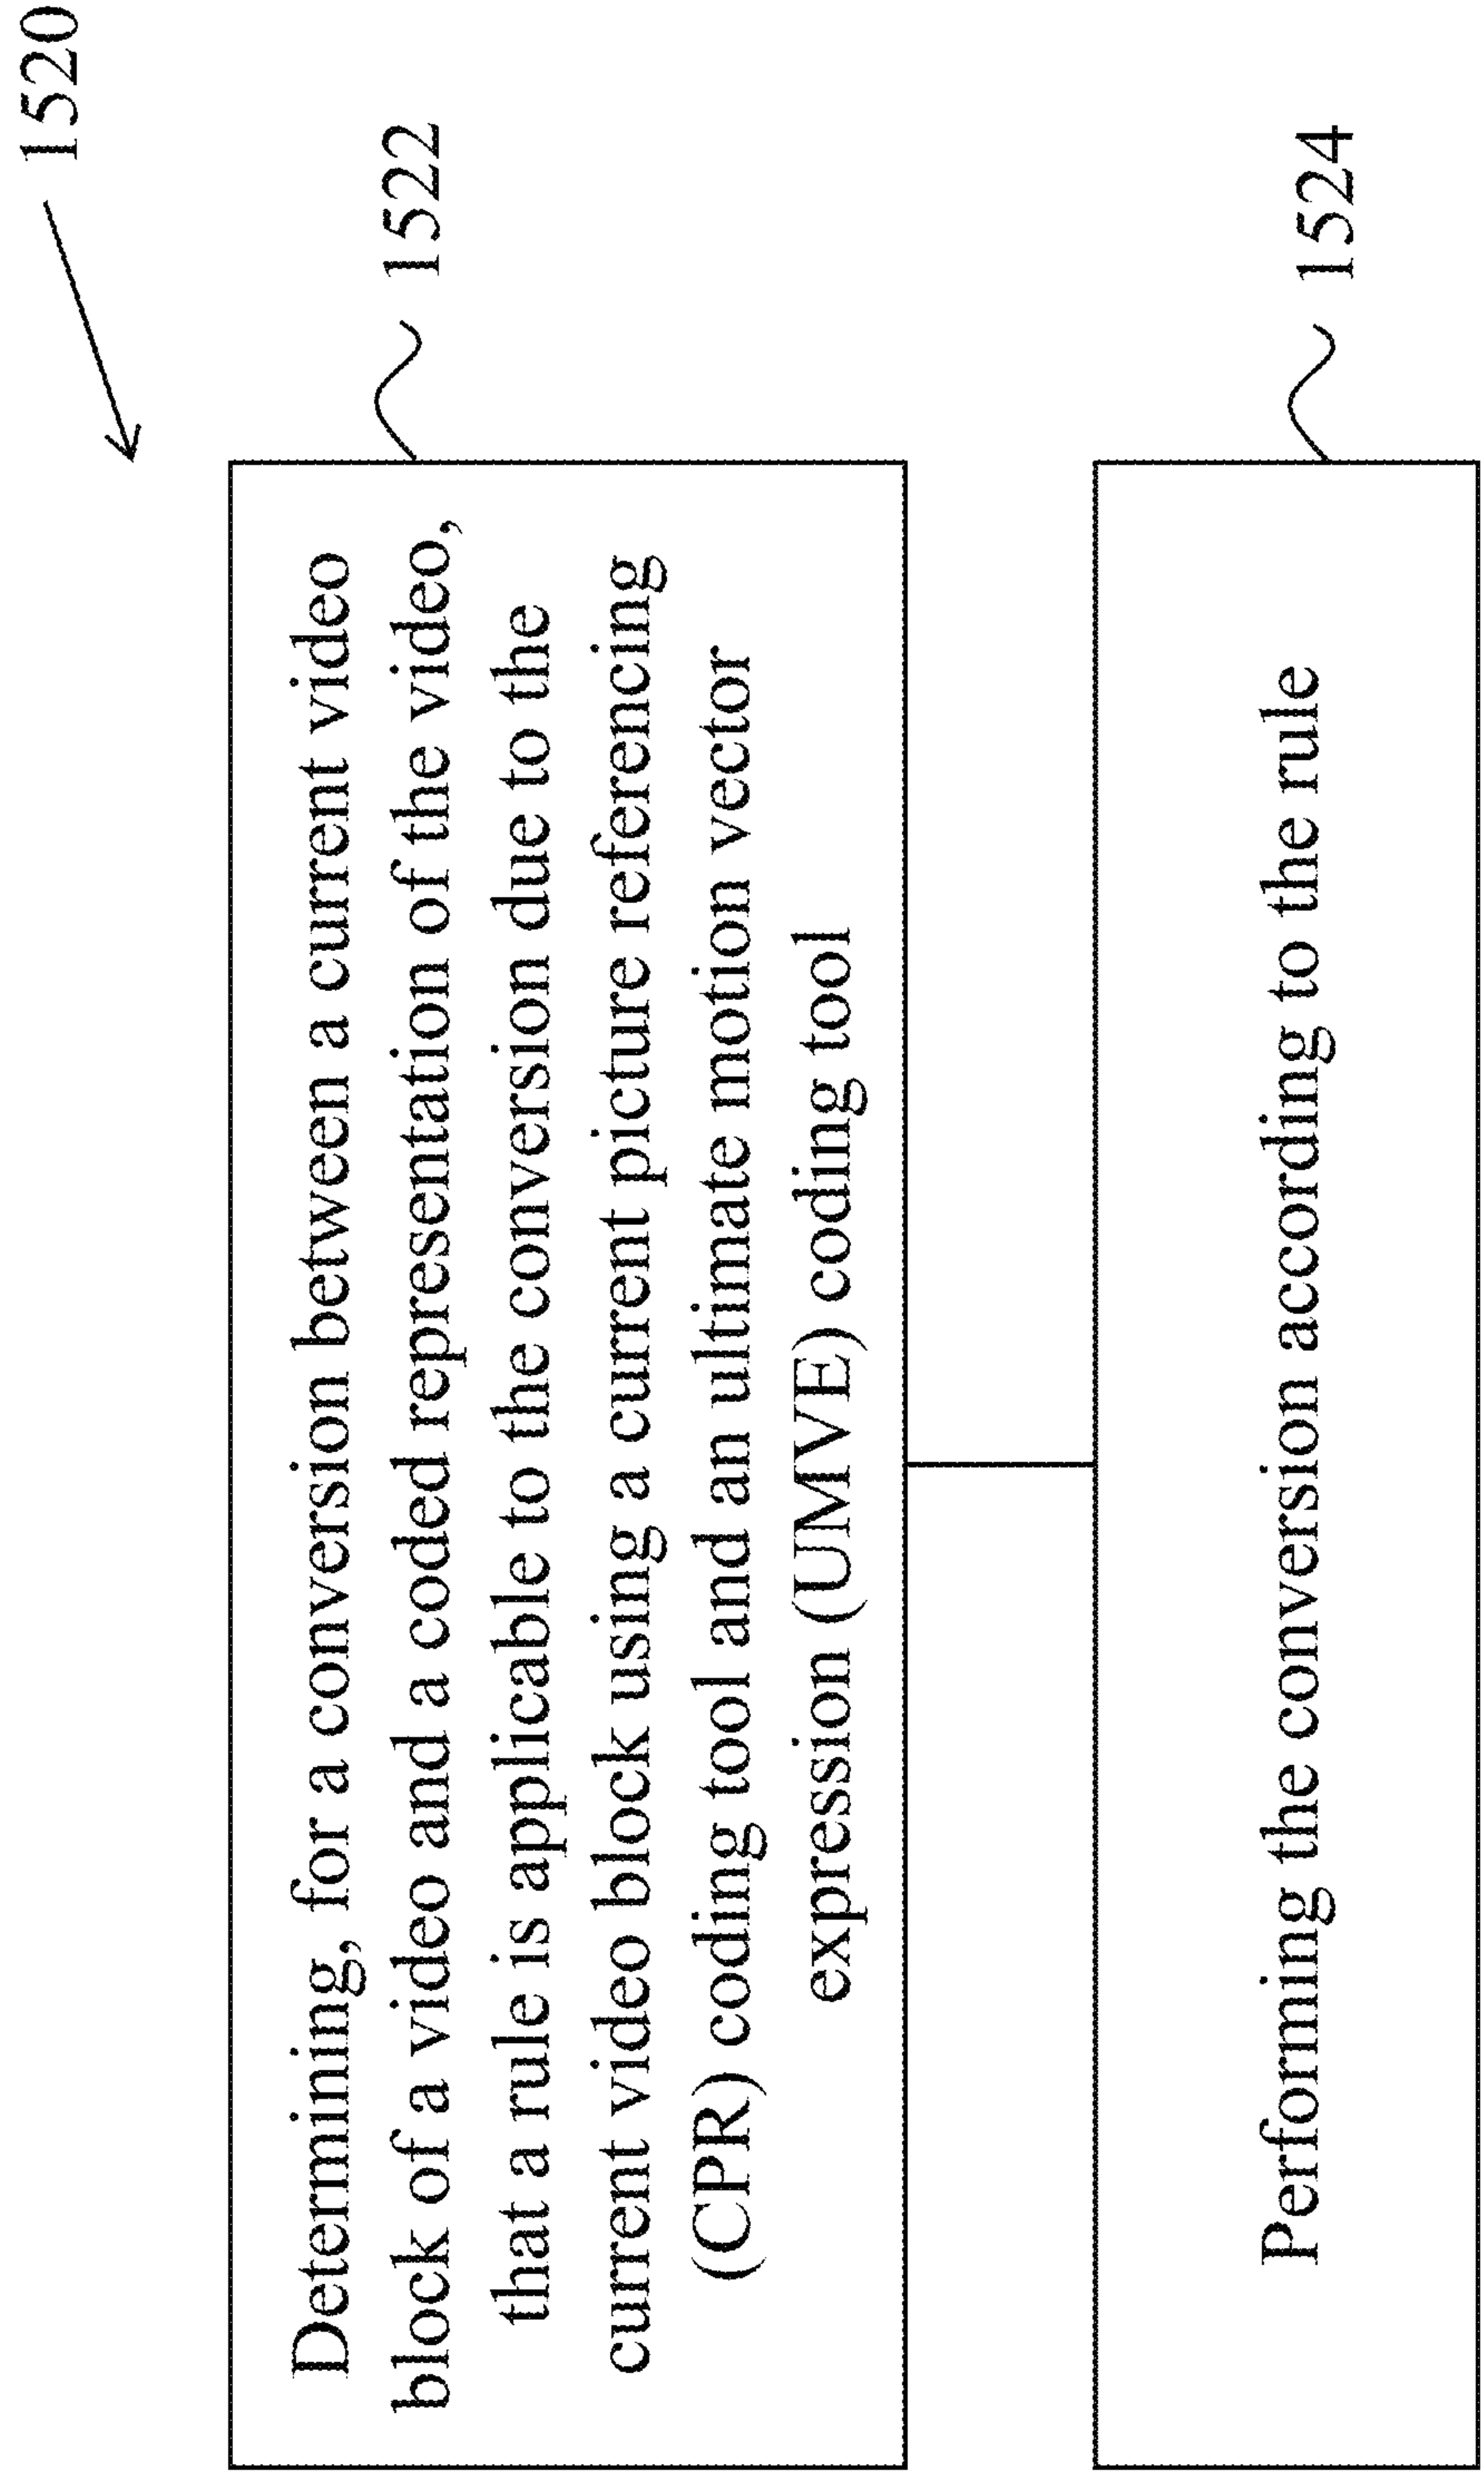 1520
Determining, for a conversion between a current video
block of a video and a coded representation of the video,
that a rule is applicable to the conversion due to the
current video block using a current picture referencing
(CPR) coding tool and an ultimate motion vector
expression (UMVE) coding tool
1522
Performing the conversion according to the rule
1524